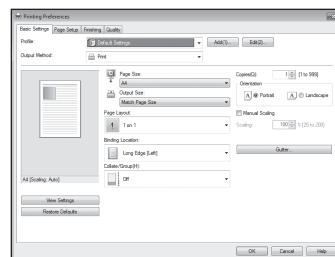 Printing Preferences
Basic Settings Page Setup Finishing Quality
Profile: Default Settings Add(1)... Edit(2)...
Output Method: Print
Page Size: Copies(Q): 1 [1 to 999]
A4
Orientation
Output Size:
Match Page Size
A Portrait A Landscape
Page Layout: Manual Scaling
1 1 on 1 Scaling: 100 % [25 to 200]
Binding Location:
Long Edge [Left] Gutter...
Collate/Group(H):
Off
A4 [Scaling: Auto]
View Settings
Restore Defaults
OK Cancel Help